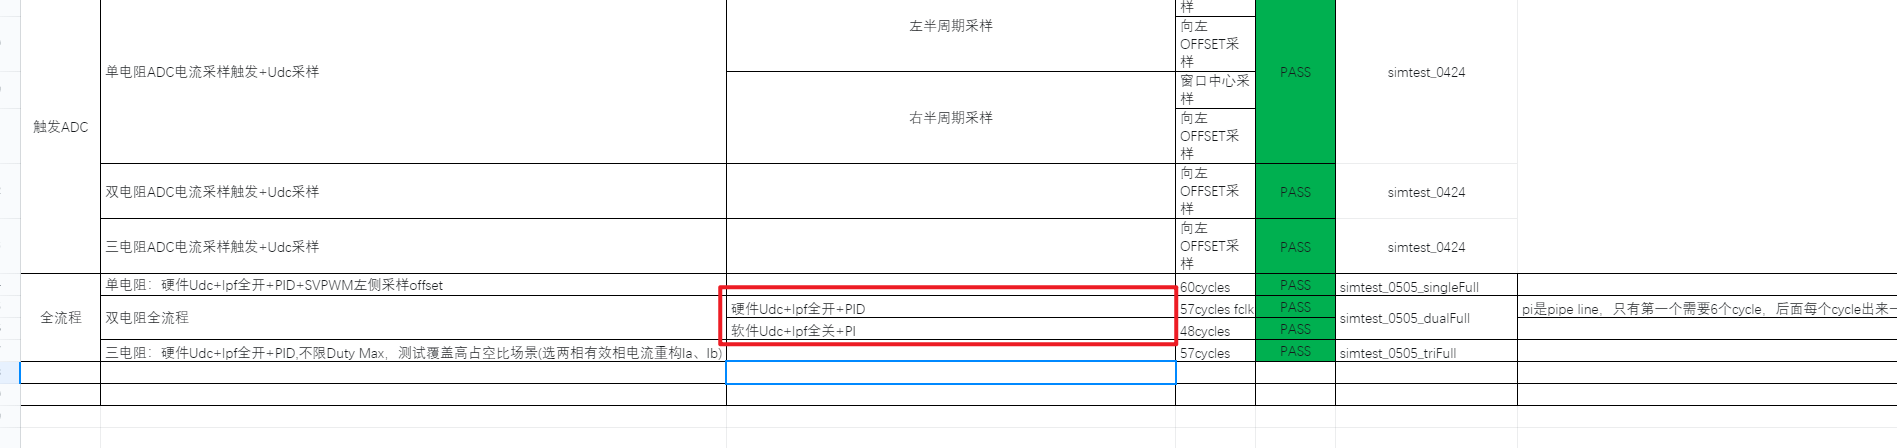 样
左半周期采样
向左
OFFSET采
样
单电阻ADC电流采样触发+Udc采样
PASS
simtest_0424
窗口中心采
样
右半周期采样
向左
OFFSET采
样
触发ADC
双电阻ADC电流采样触发+Udc采样
向左
OFFSET采
样
PASS
simtest_0424
三电阻ADC电流采样触发+Udc采样
向左
OFFSET采
样
PASS
simtest_0424
全流程
单电阻：硬件Udc+lpf全开+PID+SVPWM左侧采样offset
60cycles
PASS
simtest_0505_singleFull
双电阻全流程
硬件Udc+lpf全开+PID
57cycles fclk
PASS
simtest_0505_dualFull
pi是pipe line，只有第一个需要6个cycle，后面每个cycle出来一
软件Udc+lpf全关+PI
48cycles
PASS
三电阻：硬件Udc+lpf全开+PID,不限Duty Max，测试覆盖高占空比场景(选两相有效相电流重构Ia、Ib)
57cycles
PASS
simtest_0505_triFull